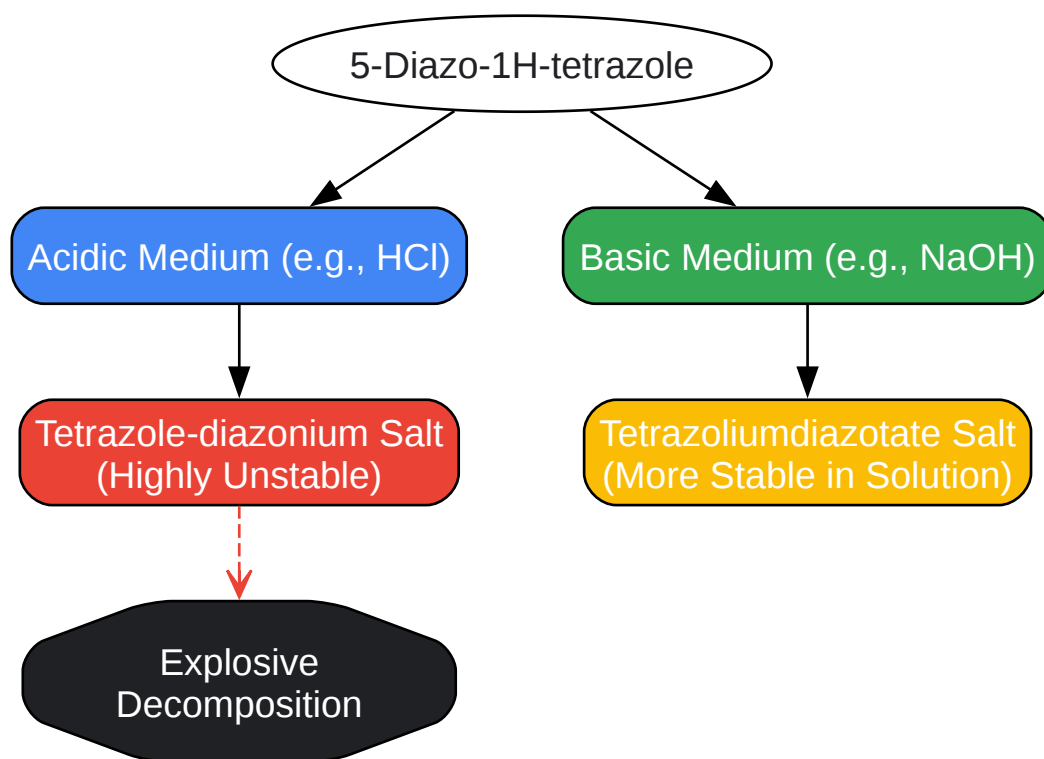 5-Diazo-1H-tetrazole
Acidic Medium (e.g., HCl)
Basic Medium (e.g., NaOH)
Tetrazole-diazonium Salt
(Highly Unstable)
Tetrazoliumdiazotate Salt
(More Stable in Solution)
Explosive
Decomposition